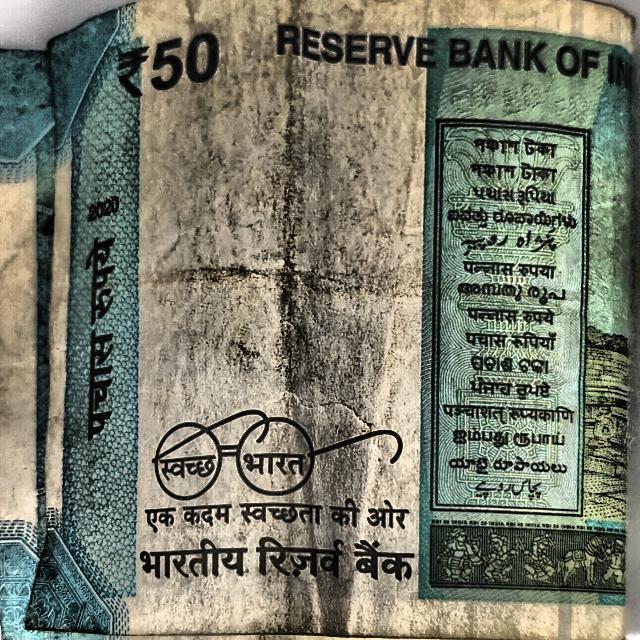 ₹50
RESERVE BANK OF IN
2020
पचास रुपये
পঞ্চাশ টকা
পঞ্চাশ টাকা
પચાસ રૂપિયા
ಐವತ್ತು ರೂಪಾಯಿಗಳು
पन्नास रुपया
അമ്പതു രൂപ
पन्नास रुपये
पचास रुपियाँ
ପଚାଶ ଟଙ୍କା
ਪੰਜਾਹ ਰੁਪਏ
पञ्चाशत् रूप्यकाणि
ஐம்பது ரூபாய்
యాభై రూపాయలు
پچاس روپے
स्वच्छ भारत
एक कदम स्वच्छता की ओर
भारतीय रिज़र्व बैंक